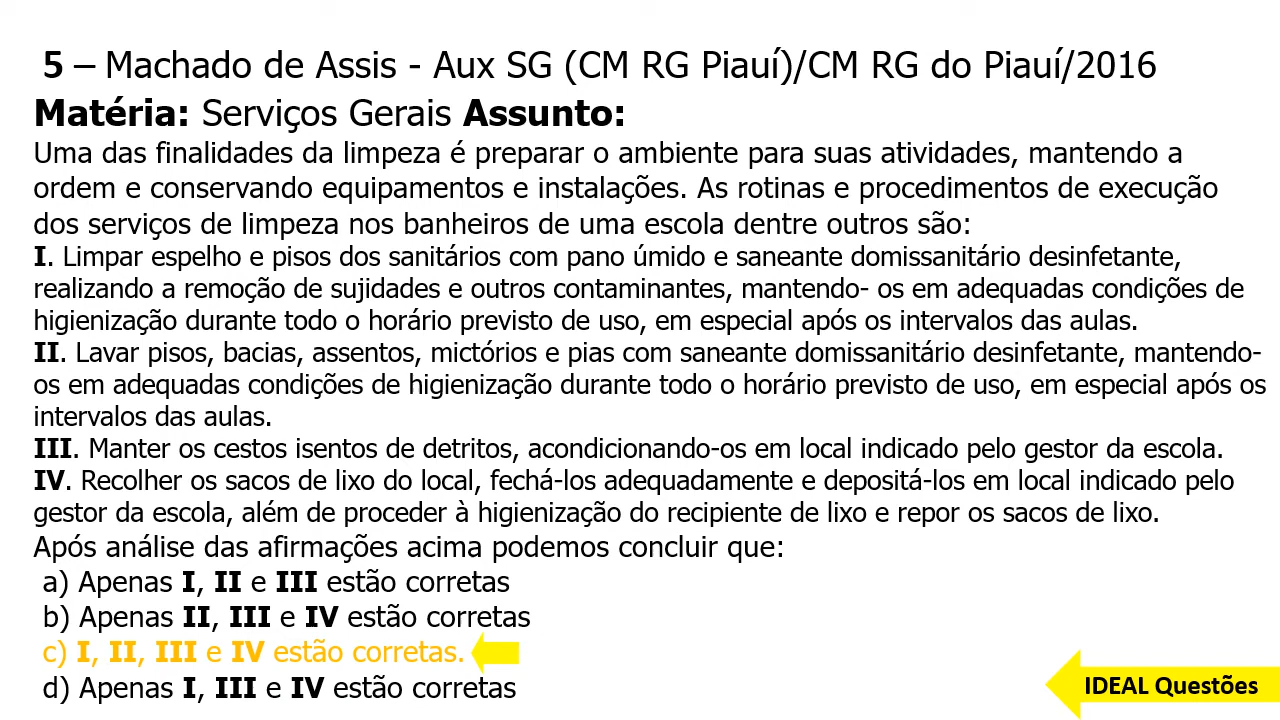 5 – Machado de Assis - Aux SG (CM RG Piauí)/CM RG do Piauí/2016
Matéria: Serviços Gerais Assunto:
Uma das finalidades da limpeza é preparar o ambiente para suas atividades, mantendo a
ordem e conservando equipamentos e instalações. As rotinas e procedimentos de execução
dos serviços de limpeza nos banheiros de uma escola dentre outros são:
I. Limpar espelho e pisos dos sanitários com pano úmido e saneante domissanitário desinfetante,
realizando a remoção de sujidades e outros contaminantes, mantendo- os em adequadas condições de
higienização durante todo o horário previsto de uso, em especial após os intervalos das aulas.
II. Lavar pisos, bacias, assentos, mictórios e pias com saneante domissanitário desinfetante, mantendo-
os em adequadas condições de higienização durante todo o horário previsto de uso, em especial após os
intervalos das aulas.
III. Manter os cestos isentos de detritos, acondicionando-os em local indicado pelo gestor da escola.
IV. Recolher os sacos de lixo do local, fechá-los adequadamente e depositá-los em local indicado pelo
gestor da escola, além de proceder à higienização do recipiente de lixo e repor os sacos de lixo.
Após análise das afirmações acima podemos concluir que:
a) Apenas I, II e III estão corretas
b) Apenas II, III e IV estão corretas
c) I, II, III e IV estão corretas.
d) Apenas I, III e IV estão corretas
IDEAL Questões